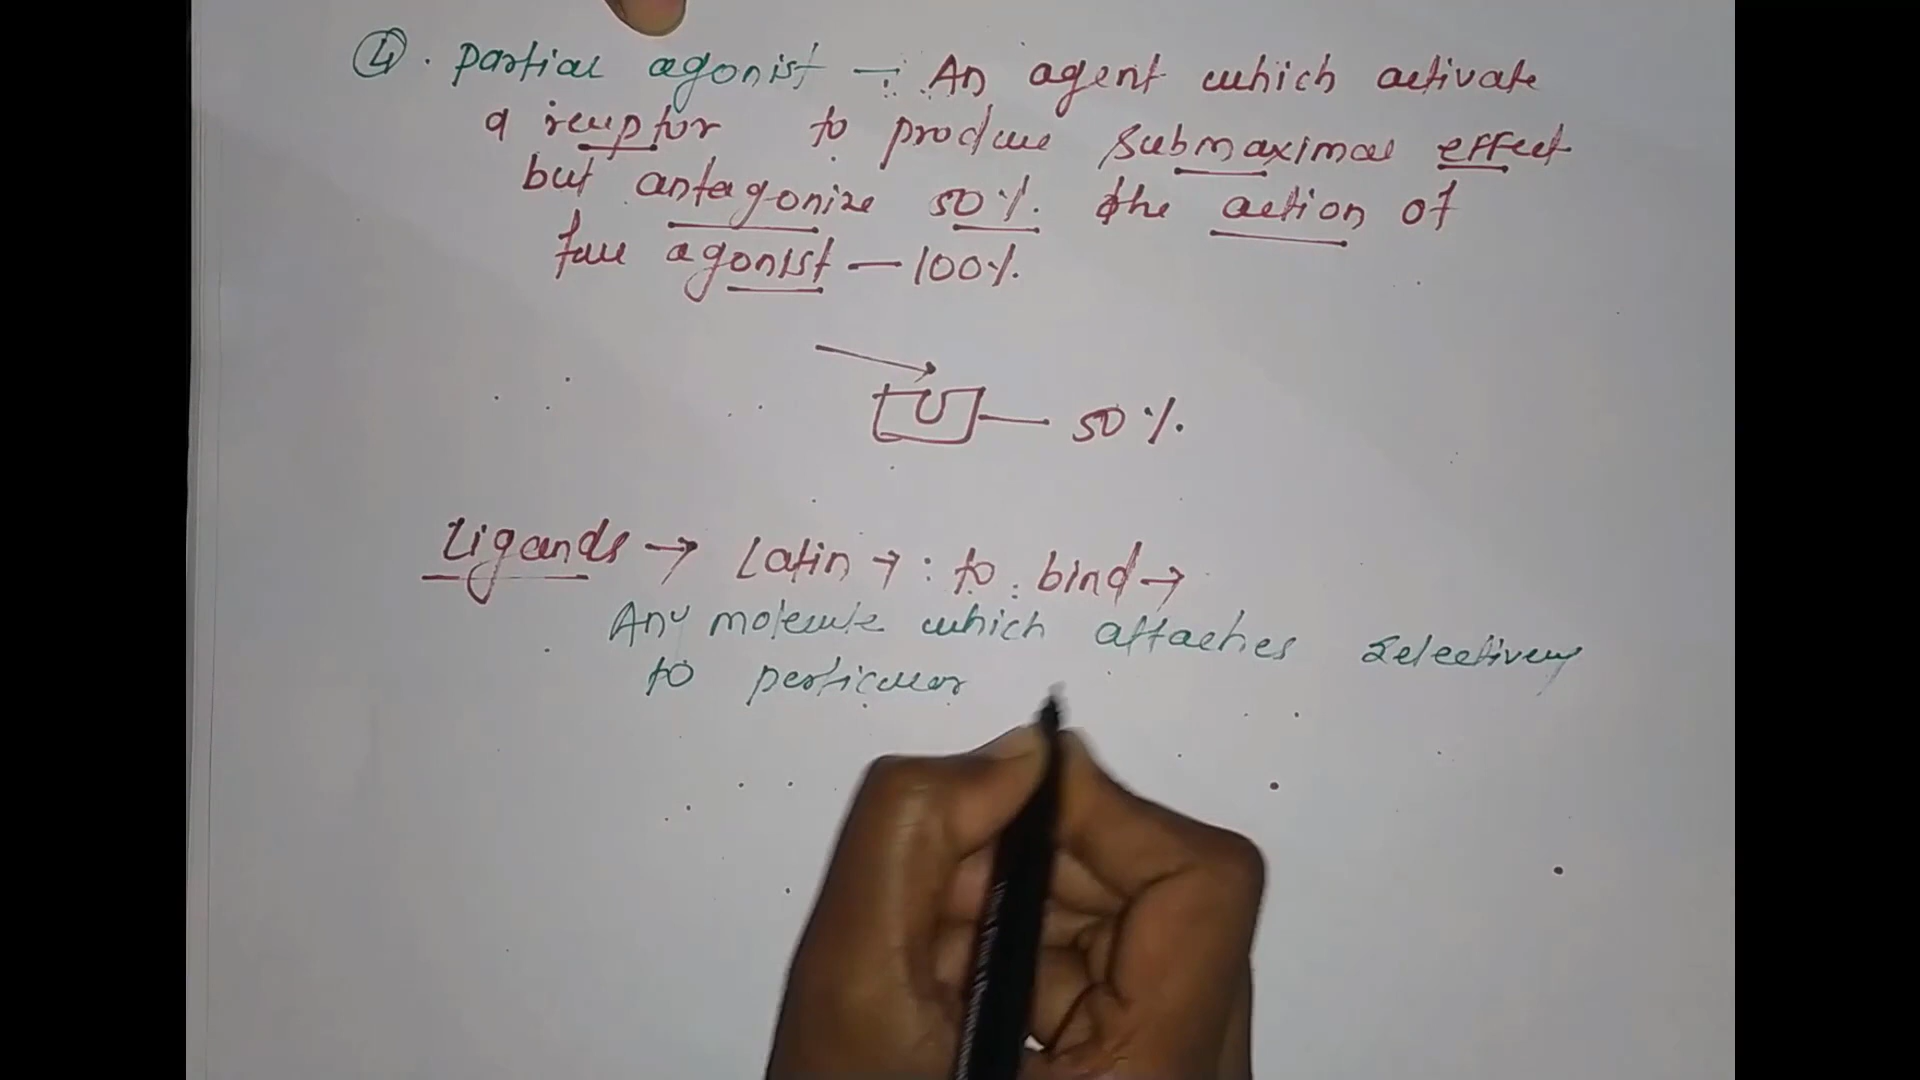 4. Partial agonist - An agent which activate
a receptor to produce submaximal effect
but antagonize 50% the action of
full agonist - 100%.
50%.
Ligands → Latin → : to bind →
Any molecule which attaches selectively
to perticular